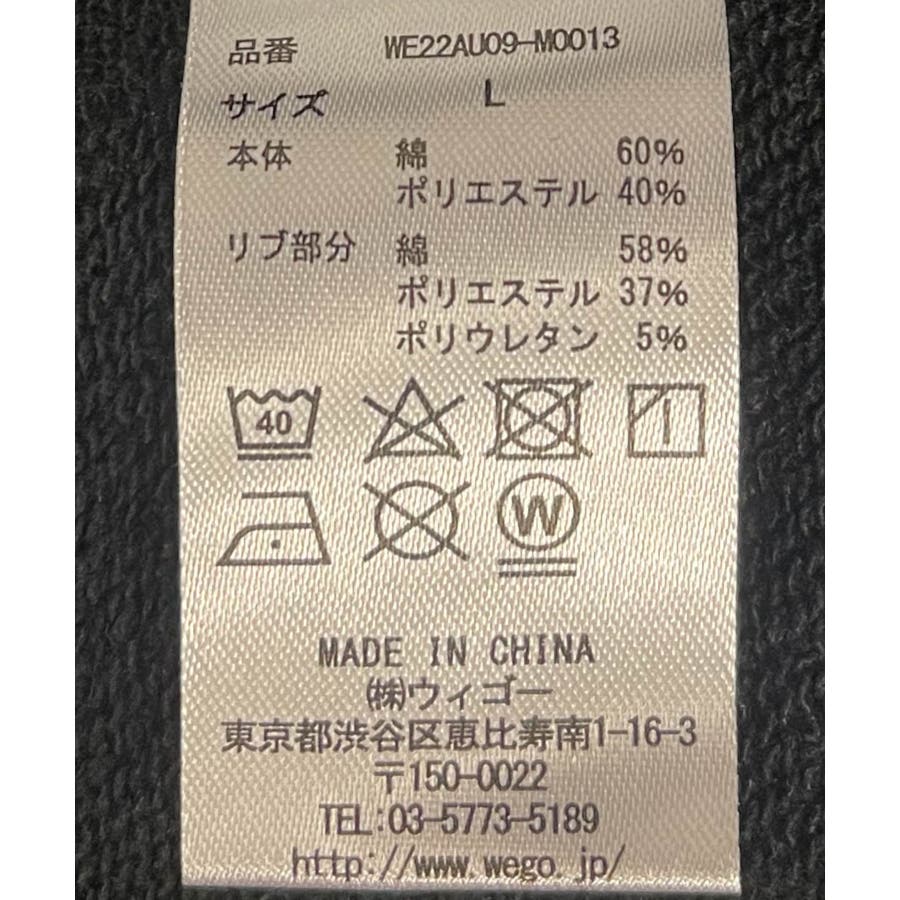 品番 WE22AU09-M0013
サイズ L
本体 綿 60%
ポリエステル 40%
リブ部分 綿 58%
ポリエステル 37%
ポリウレタン 5%
40
W
MADE IN CHINA
㈱ウィゴー
東京都渋谷区恵比寿南1-16-3
〒150-0022
TEL:03-5773-5189
http://www.wego.jp/